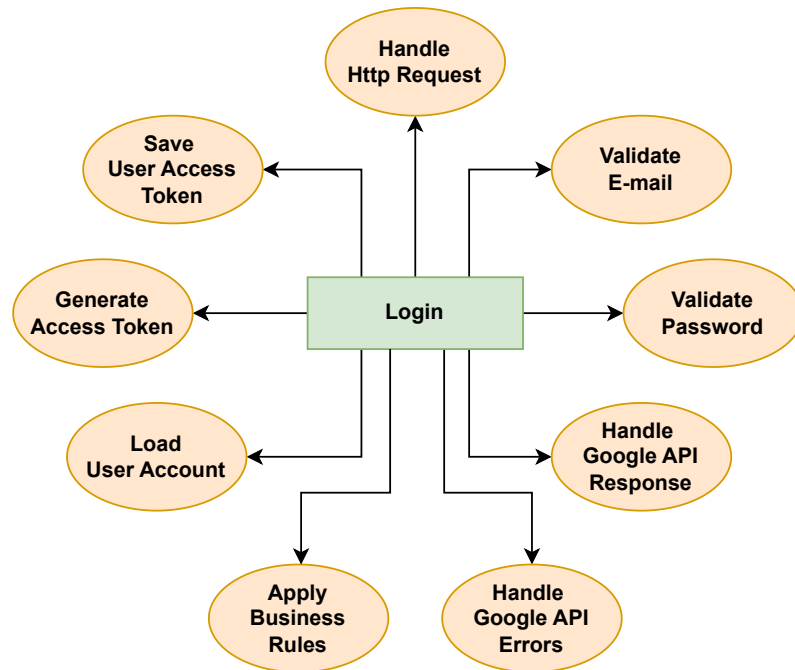 Handle
Http Request
Save
User Access
Token
Validate
E-mail
Generate
Access Token
Login
Validate
Password
Load
User Account
Handle
Google API
Response
Apply
Business
Rules
Handle
Google API
Errors